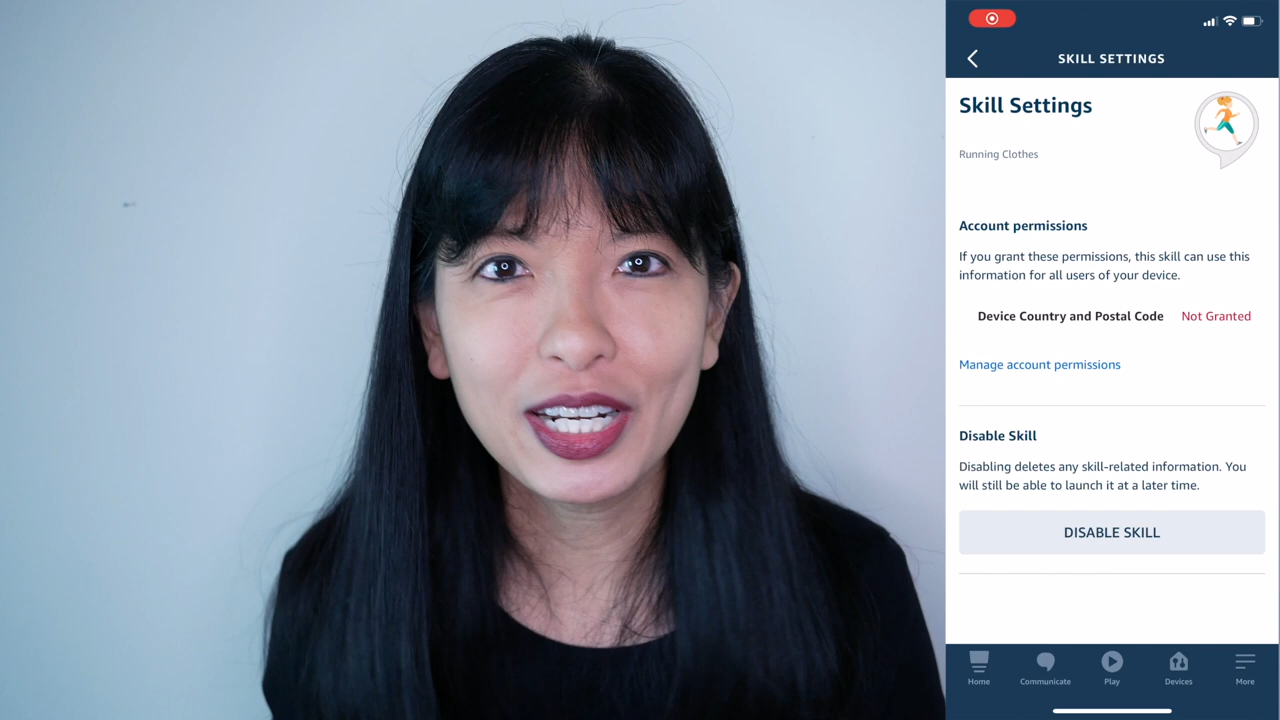 SKILL SETTINGS
Skill Settings
Running Clothes
Account permissions
If you grant these permissions, this skill can use this
information for all users of your device.
Device Country and Postal Code Not Granted
Manage account permissions
Disable Skill
Disabling deletes any skill-related information. You
will still be able to launch it at a later time.
DISABLE SKILL
Home Communicate Play Devices More